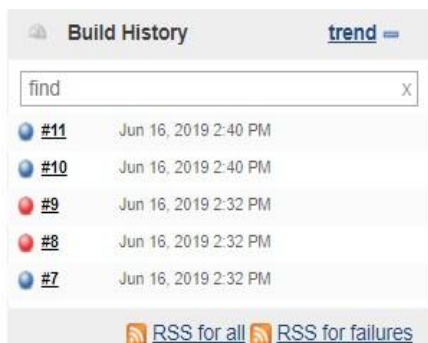 Build History trend
find X
#11 Jun 16, 2019 2:40 PM
#10 Jun 16, 2019 2:40 PM
#9 Jun 16, 2019 2:32 PM
#8 Jun 16, 2019 2:32 PM
#7 Jun 16, 2019 2:32 PM
RSS for all RSS for failures